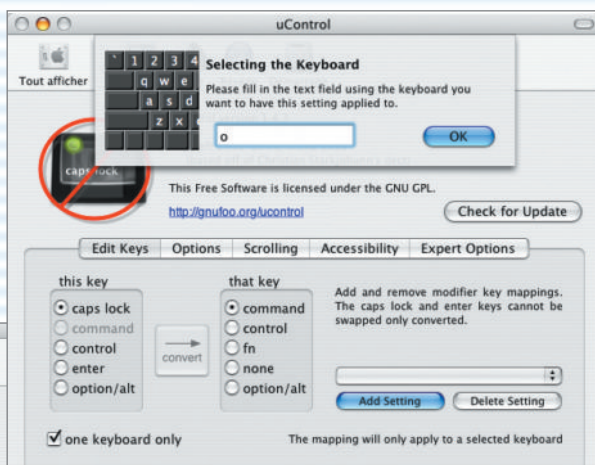 uControl
Tout afficher
` 1 2 3 4
q w e
a s d
z x
Selecting the Keyboard
Please fill in the text field using the keyboard you
want to have this setting applied to.
o
OK
caps lock
This Free Software is licensed under the GNU GPL.
http://gnufoo.org/ucontrol
Check for Update
Edit Keys Options Scrolling Accessibility Expert Options
this key
caps lock
command
control
enter
option/alt
convert
that key
command
control
fn
none
option/alt
Add and remove modifier key mappings.
The caps lock and enter keys cannot be
swapped only converted.
Add Setting Delete Setting
one keyboard only
The mapping will only apply to a selected keyboard